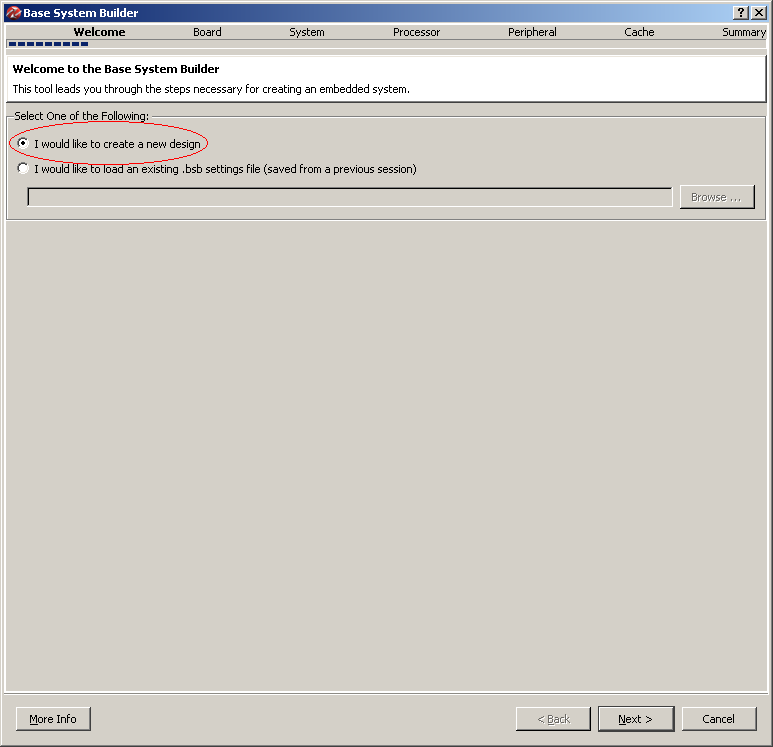 Base System Builder
Welcome Board System Processor Peripheral Cache Summary
Welcome to the Base System Builder
This tool leads you through the steps necessary for creating an embedded system.
Select One of the Following:
I would like to create a new design
I would like to load an existing .bsb settings file (saved from a previous session)
Browse ...
More Info < Back Next > Cancel